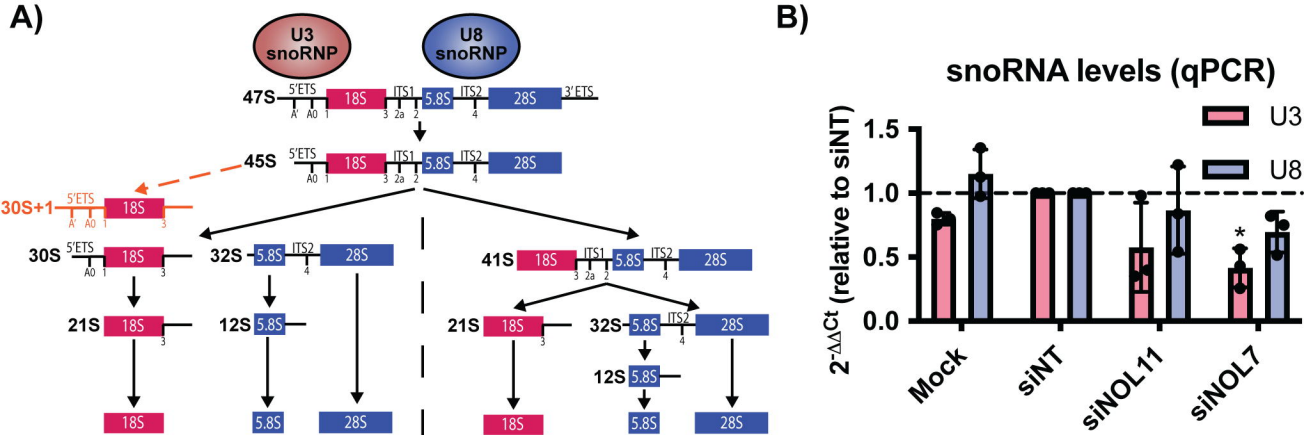 A)
U3
snoRNP
U8
snoRNP
47S 5'ETS 18S ITS1 5.8S ITS2 28S 3'ETS
A' A0 1 3 2a 2 4
45S 5'ETS 18S ITS1 5.8S ITS2 28S
A0 1 3 2a 2 4
30S+1 5'ETS 18S
A' A0 1 3
30S 5'ETS 18S
A0 1 3
32S 5.8S ITS2 28S
4
41S 18S ITS1 5.8S ITS2 28S
3 2a 2 4
21S 18S
3
12S 5.8S
21S 18S
3
32S 5.8S ITS2 28S
4
12S 5.8S
18S 5.8S 28S
18S 5.8S 28S
B)
snoRNA levels (qPCR)
U3
U8
2^-ΔΔCt (relative to siNT)
1.5
1.0
0.5
0.0
*
Mock
siNT
siNOL11
siNOL7